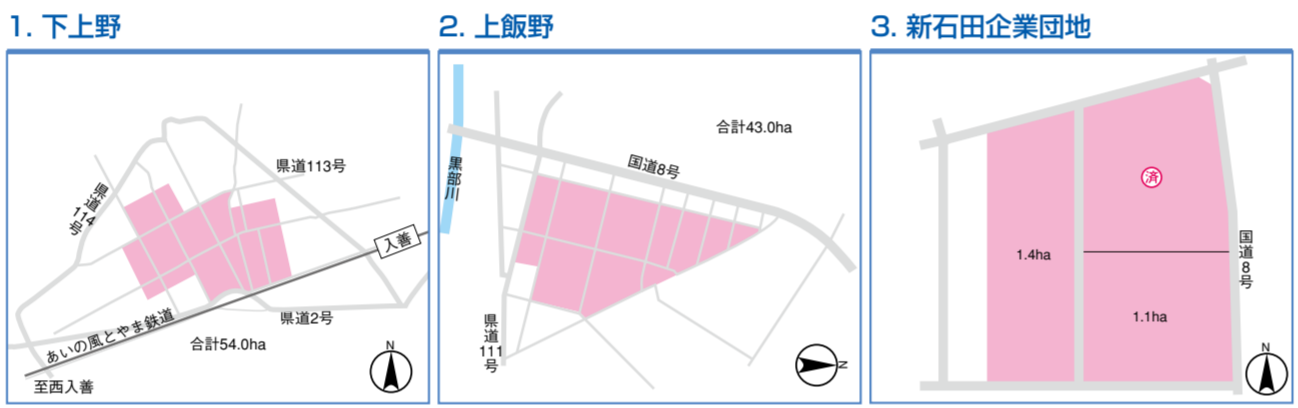 1. 下上野
県道113号
県道114号
入善
県道2号
あいの風とやま鉄道
合計54.0ha
至西入善
N
2. 上飯野
合計43.0ha
国道8号
黒部川
県道111号
N
3. 新石田企業団地
済
国道8号
1.4ha
1.1ha
N